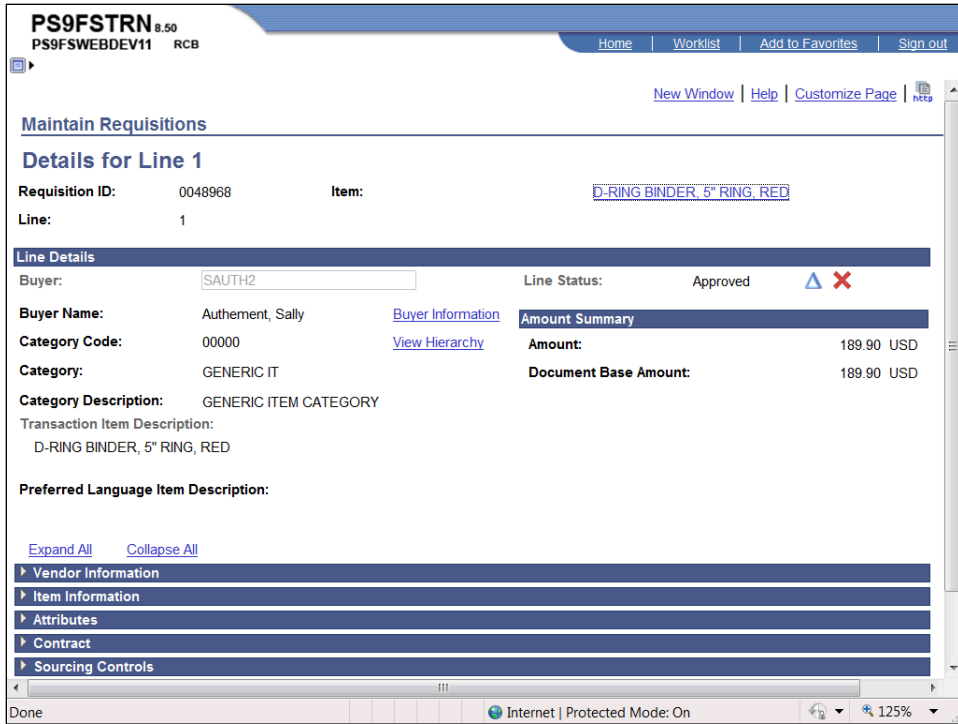 PS9FSTRN 8.50
PS9FSWEBDEV11 RCB
Home | Worklist | Add to Favorites | Sign out
New Window | Help | Customize Page | http
Maintain Requisitions
Details for Line 1
Requisition ID: 0048968 Item: D-RING BINDER, 5" RING, RED
Line: 1
Line Details
Buyer: SAUTH2 Line Status: Approved
Buyer Name: Authement, Sally Buyer Information Amount Summary
Category Code: 00000 View Hierarchy Amount: 189.90 USD
Category: GENERIC IT Document Base Amount: 189.90 USD
Category Description: GENERIC ITEM CATEGORY
Transaction Item Description:
D-RING BINDER, 5" RING, RED
Preferred Language Item Description:
Expand All Collapse All
Vendor Information
Item Information
Attributes
Contract
Sourcing Controls
Done Internet | Protected Mode: On 125%